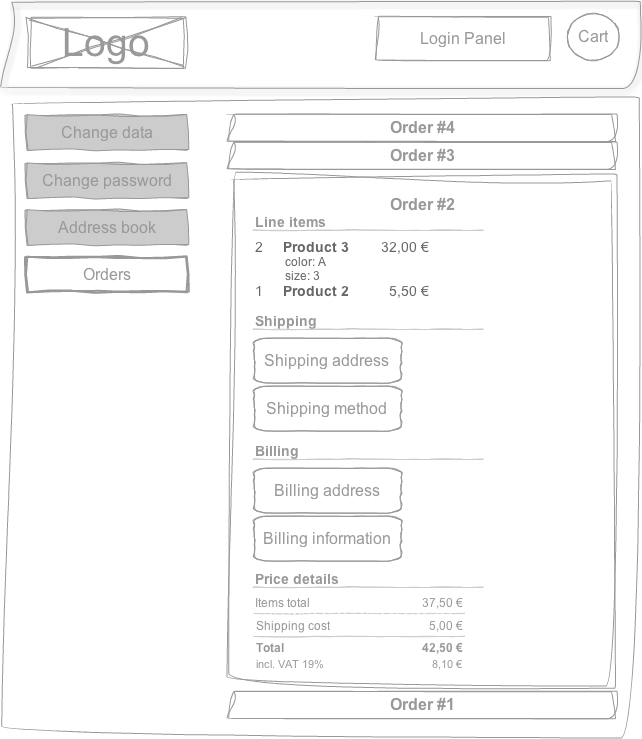 Logo
Login Panel
Cart
Change data
Change password
Address book
Orders
Order #4
Order #3
Order #2
Line items
2 Product 3 32,00 €
color: A
size: 3
1 Product 2 5,50 €
Shipping
Shipping address
Shipping method
Billing
Billing address
Billing information
Price details
Items total 37,50 €
Shipping cost 5,00 €
Total 42,50 €
incl. VAT 19% 8,10 €
Order #1